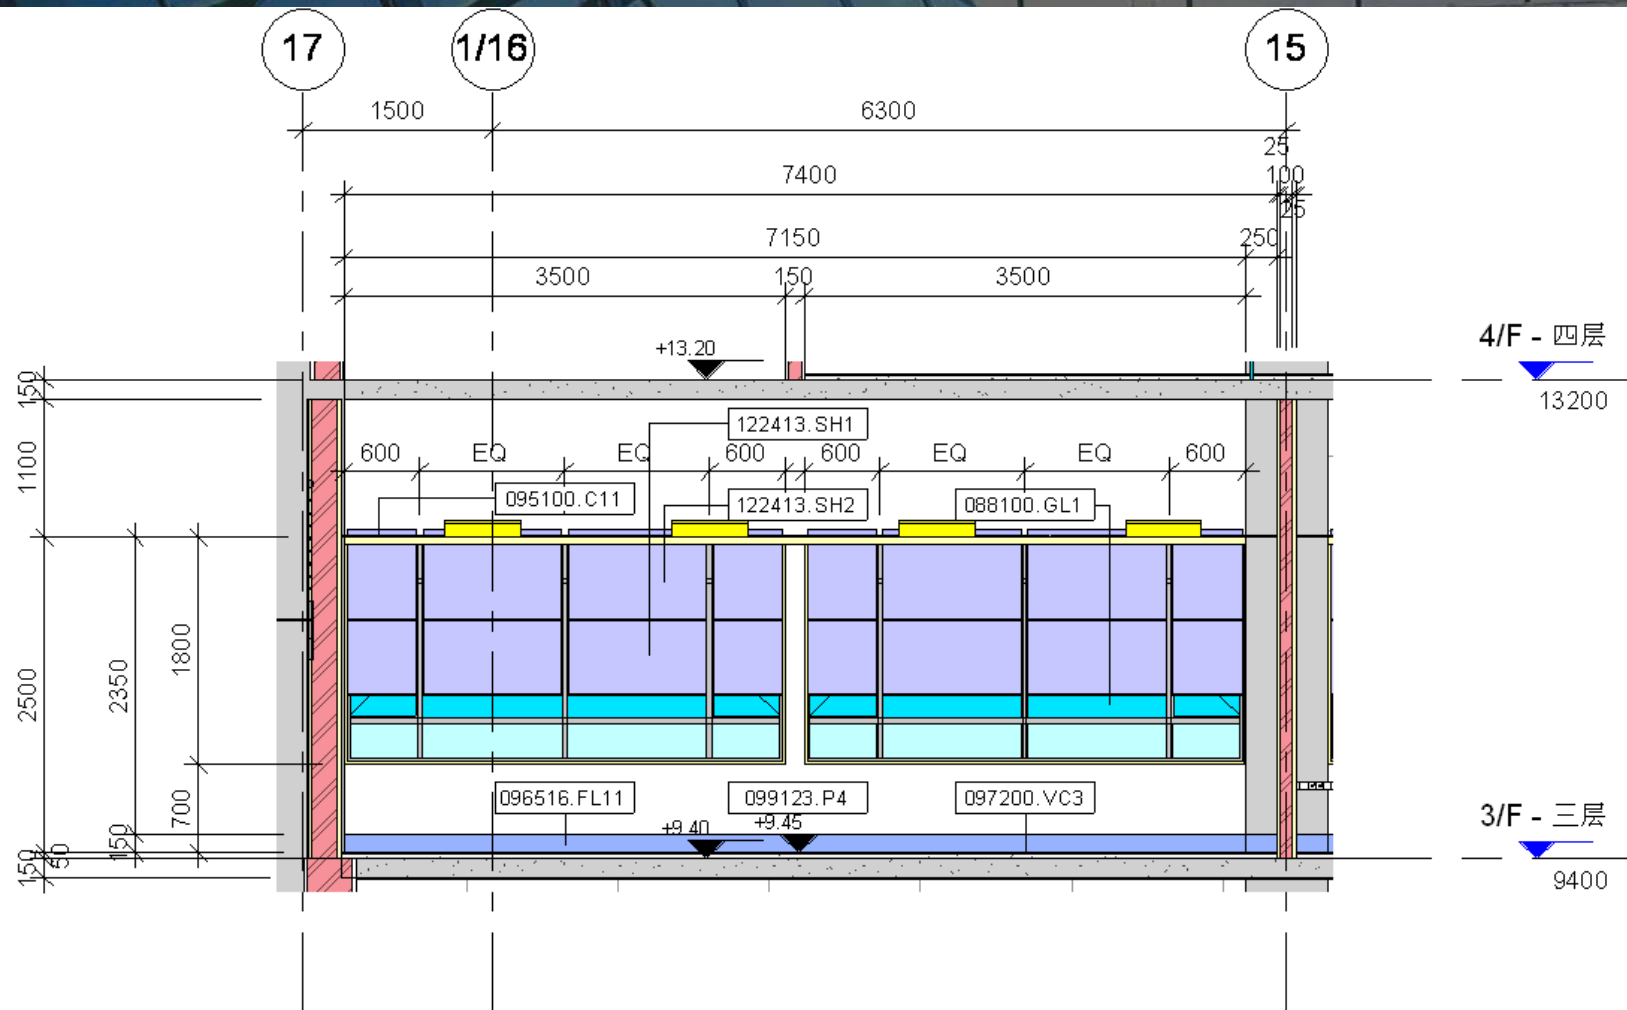 17
1/16
15
1500
6300
25
7400
100
25
7150
250
3500
150
3500
4/F - 四层
+13.20
13200
150
122413.SH1
600
EQ
EQ
600
600
EQ
EQ
600
1100
095100.C11
122413.SH2
088100.GL1
1800
2350
2500
096516.FL11
099123.P4
097200.VC3
700
+9.40
+9.45
3/F - 三层
150
50
150
9400